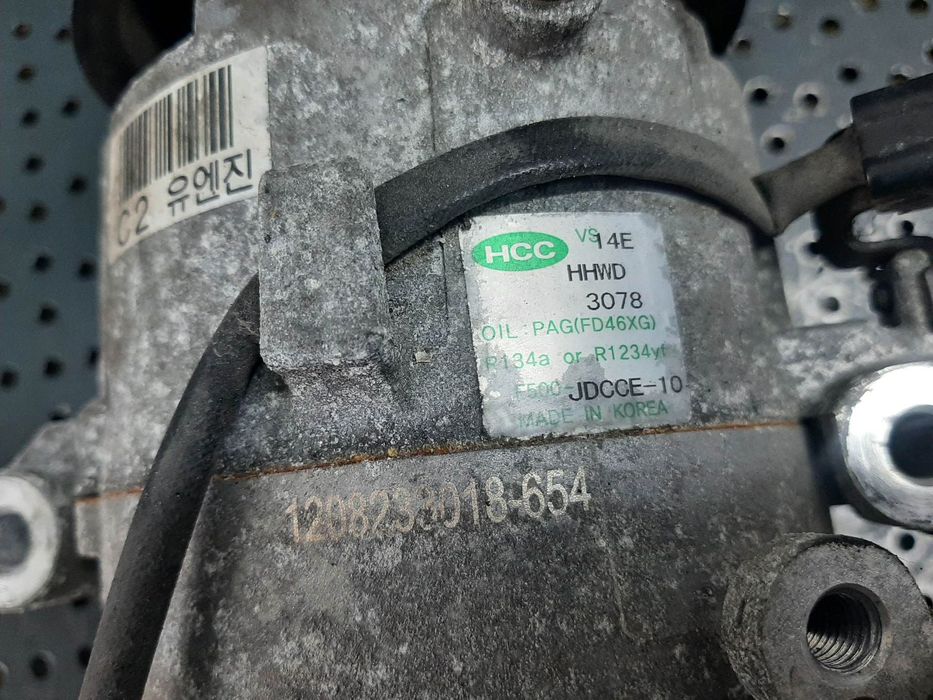 C2 유엔진
HCC VS14E
HHWD
3078
OIL : PAG(FD46XG)
R134a or R1234yf
F500-JDCCE-10
MADE IN KOREA
1208233018-654